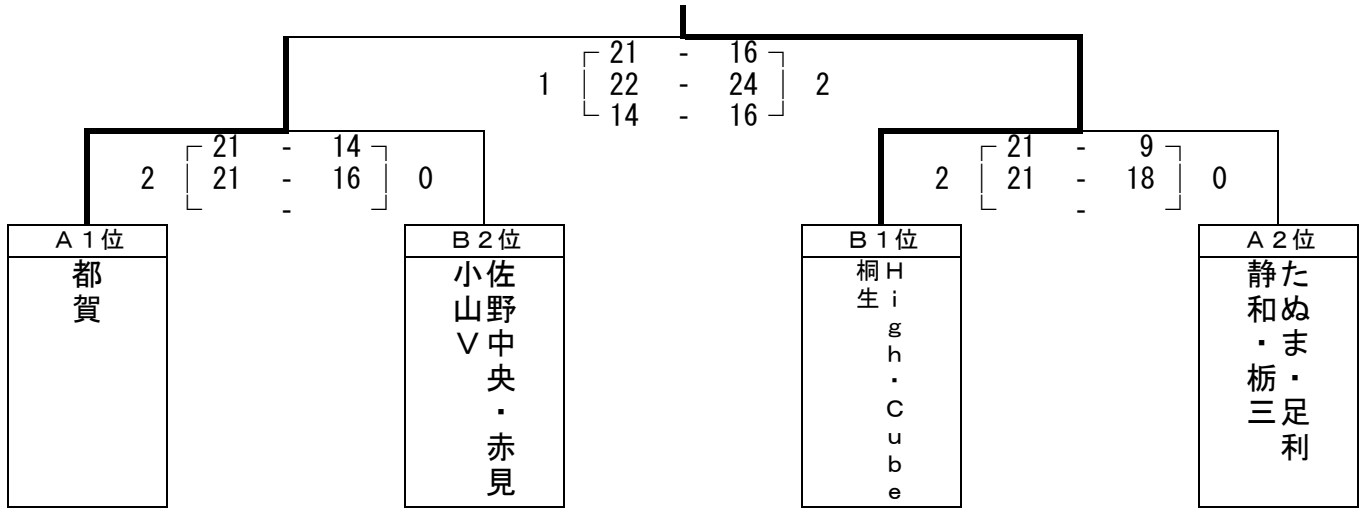 21 - 16
1 22 - 24 2
14 - 16
21 - 14
2 21 - 16 0
-
21 - 9
2 21 - 18 0
-
A1位
都賀
B2位
佐野中央・赤見
小山V
B1位
High・Cube
桐生
A2位
たぬま・足利
静和・栃三